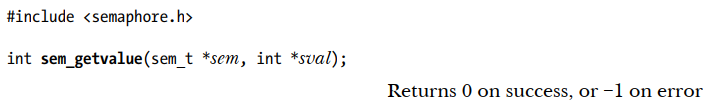 #include <semaphore.h>
int sem_getvalue(sem_t *sem, int *sval);
Returns 0 on success, or −1 on error